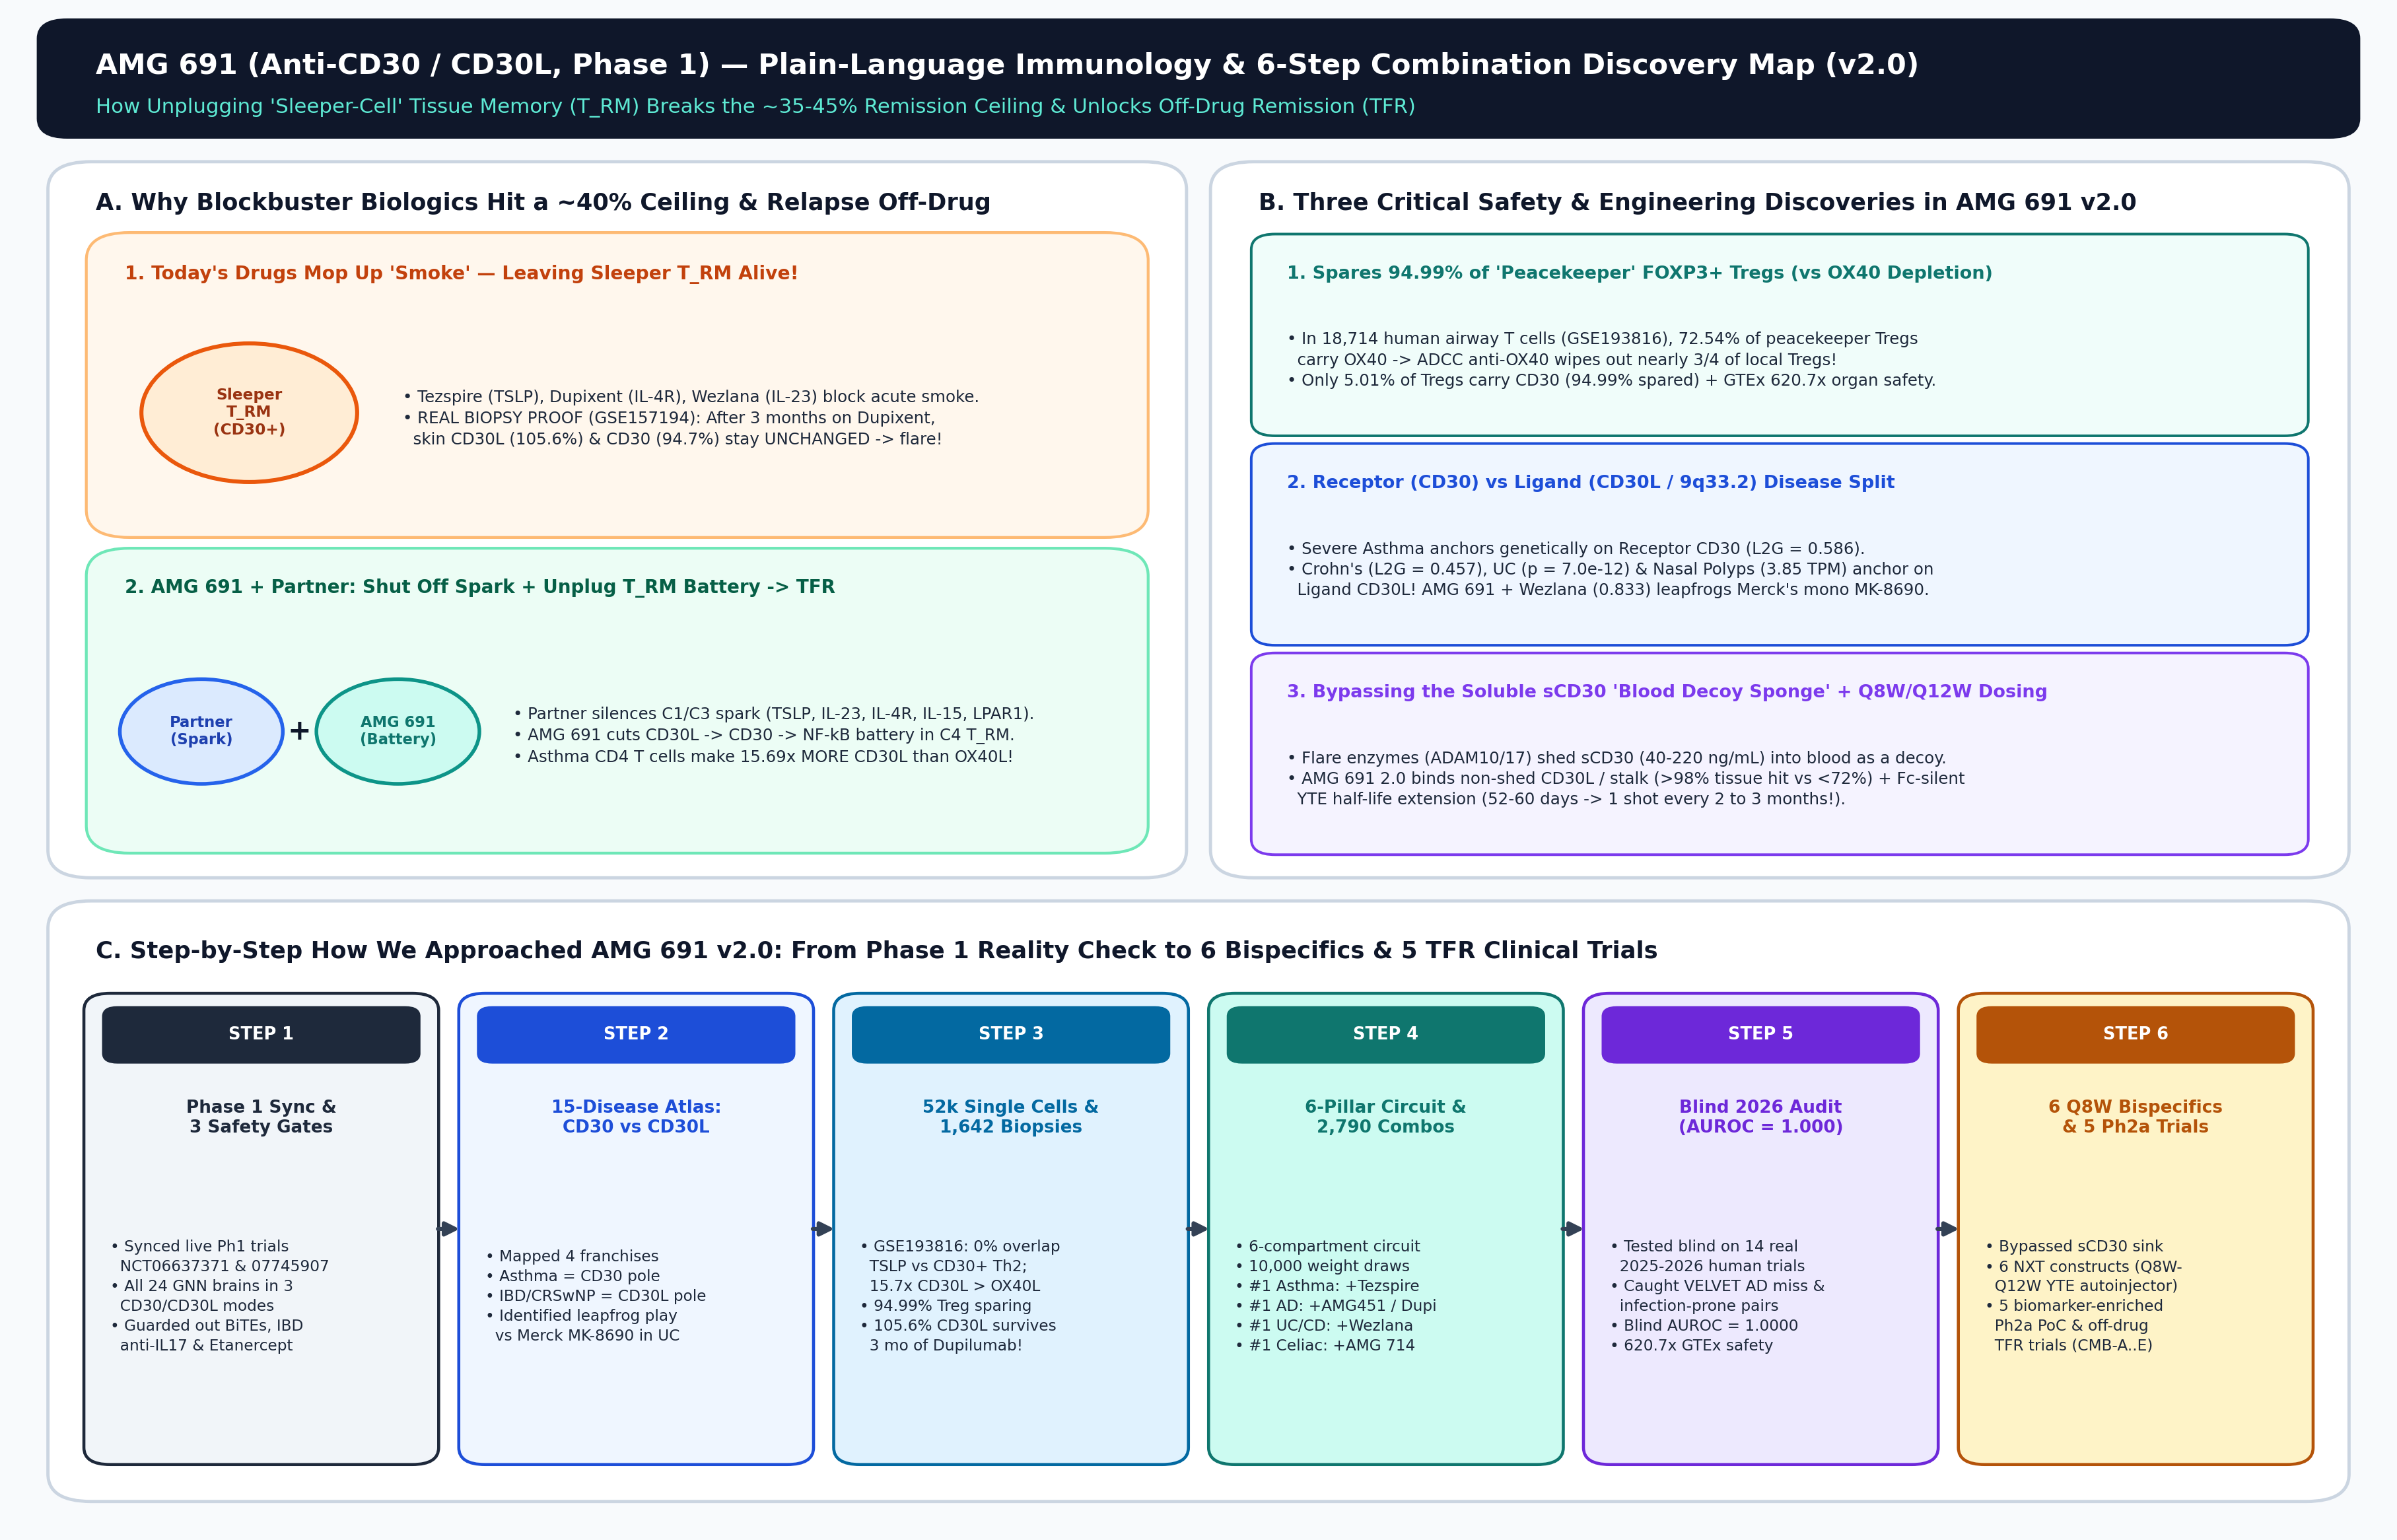 AMG 691 (Anti-CD30 / CD30L, Phase 1) — Plain-Language Immunology & 6-Step Combination Discovery Map (v2.0)
How Unplugging 'Sleeper-Cell' Tissue Memory (T_RM) Breaks the ~35-45% Remission Ceiling & Unlocks Off-Drug Remission (TFR)
A. Why Blockbuster Biologics Hit a ~40% Ceiling & Relapse Off-Drug
1. Today's Drugs Mop Up 'Smoke' — Leaving Sleeper T_RM Alive!
Sleeper
T_RM
(CD30+)
• Tezspire (TSLP), Dupixent (IL-4R), Wezlana (IL-23) block acute smoke.
• REAL BIOPSY PROOF (GSE157194): After 3 months on Dupixent,
skin CD30L (105.6%) & CD30 (94.7%) stay UNCHANGED -> flare!
2. AMG 691 + Partner: Shut Off Spark + Unplug T_RM Battery -> TFR
Partner
(Spark)
+
AMG 691
(Battery)
• Partner silences C1/C3 spark (TSLP, IL-23, IL-4R, IL-15, LPAR1).
• AMG 691 cuts CD30L -> CD30 -> NF-kB battery in C4 T_RM.
• Asthma CD4 T cells make 15.69x MORE CD30L than OX40L!
B. Three Critical Safety & Engineering Discoveries in AMG 691 v2.0
1. Spares 94.99% of 'Peacekeeper' FOXP3+ Tregs (vs OX40 Depletion)
• In 18,714 human airway T cells (GSE193816), 72.54% of peacekeeper Tregs
carry OX40 -> ADCC anti-OX40 wipes out nearly 3/4 of local Tregs!
• Only 5.01% of Tregs carry CD30 (94.99% spared) + GTEx 620.7x organ safety.
2. Receptor (CD30) vs Ligand (CD30L / 9q33.2) Disease Split
• Severe Asthma anchors genetically on Receptor CD30 (L2G = 0.586).
• Crohn's (L2G = 0.457), UC (p = 7.0e-12) & Nasal Polyps (3.85 TPM) anchor on
Ligand CD30L! AMG 691 + Wezlana (0.833) leapfrogs Merck's mono MK-8690.
3. Bypassing the Soluble sCD30 'Blood Decoy Sponge' + Q8W/Q12W Dosing
• Flare enzymes (ADAM10/17) shed sCD30 (40-220 ng/mL) into blood as a decoy.
• AMG 691 2.0 binds non-shed CD30L / stalk (>98% tissue hit vs <72%) + Fc-silent
YTE half-life extension (52-60 days -> 1 shot every 2 to 3 months!).
C. Step-by-Step How We Approached AMG 691 v2.0: From Phase 1 Reality Check to 6 Bispecifics & 5 TFR Clinical Trials
STEP 1
Phase 1 Sync &
3 Safety Gates
• Synced live Ph1 trials
NCT06637371 & 07745907
• All 24 GNN brains in 3
CD30/CD30L modes
• Guarded out BiTEs, IBD
anti-IL17 & Etanercept
STEP 2
15-Disease Atlas:
CD30 vs CD30L
• Mapped 4 franchises
• Asthma = CD30 pole
• IBD/CRSwNP = CD30L pole
• Identified leapfrog play
vs Merck MK-8690 in UC
STEP 3
52k Single Cells &
1,642 Biopsies
• GSE193816: 0% overlap
TSLP vs CD30+ Th2;
15.7x CD30L > OX40L
• 94.99% Treg sparing
• 105.6% CD30L survives
3 mo of Dupilumab!
STEP 4
6-Pillar Circuit &
2,790 Combos
• 6-compartment circuit
• 10,000 weight draws
• #1 Asthma: +Tezspire
• #1 AD: +AMG451 / Dupi
• #1 UC/CD: +Wezlana
• #1 Celiac: +AMG 714
STEP 5
Blind 2026 Audit
(AUROC = 1.000)
• Tested blind on 14 real
2025-2026 human trials
• Caught VELVET AD miss &
infection-prone pairs
• Blind AUROC = 1.0000
• 620.7x GTEx safety
STEP 6
6 Q8W Bispecifics
& 5 Ph2a Trials
• Bypassed sCD30 sink
• 6 NXT constructs (Q8W-
Q12W YTE autoinjector)
• 5 biomarker-enriched
Ph2a PoC & off-drug
TFR trials (CMB-A..E)